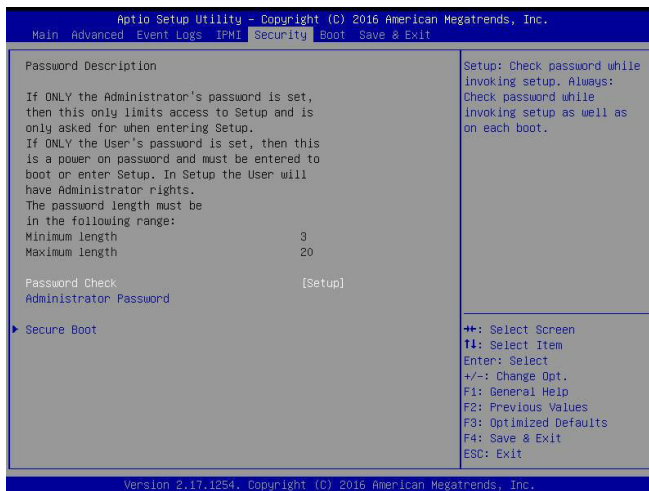 Aptio Setup Utility – Copyright (C) 2016 American Megatrends, Inc.
Main Advanced Event Logs IPMI Security Boot Save & Exit
Password Description
If ONLY the Administrator's password is set,
then this only limits access to Setup and is
only asked for when entering Setup.
If ONLY the User's password is set, then this
is a power on password and must be entered to
boot or enter Setup. In Setup the User will
have Administrator rights.
The password length must be
in the following range:
Minimum length 3
Maximum length 20
Password Check [Setup]
Administrator Password
Secure Boot
Setup: Check password while
invoking setup. Always:
Check password while
invoking setup as well as
on each boot.
→←: Select Screen
↑↓: Select Item
Enter: Select
+/-: Change Opt.
F1: General Help
F2: Previous Values
F3: Optimized Defaults
F4: Save & Exit
ESC: Exit
Version 2.17.1254. Copyright (C) 2016 American Megatrends, Inc.